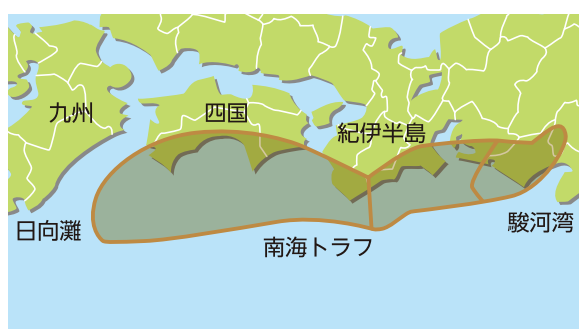 九州
四国
紀伊半島
日向灘
南海トラフ
駿河湾